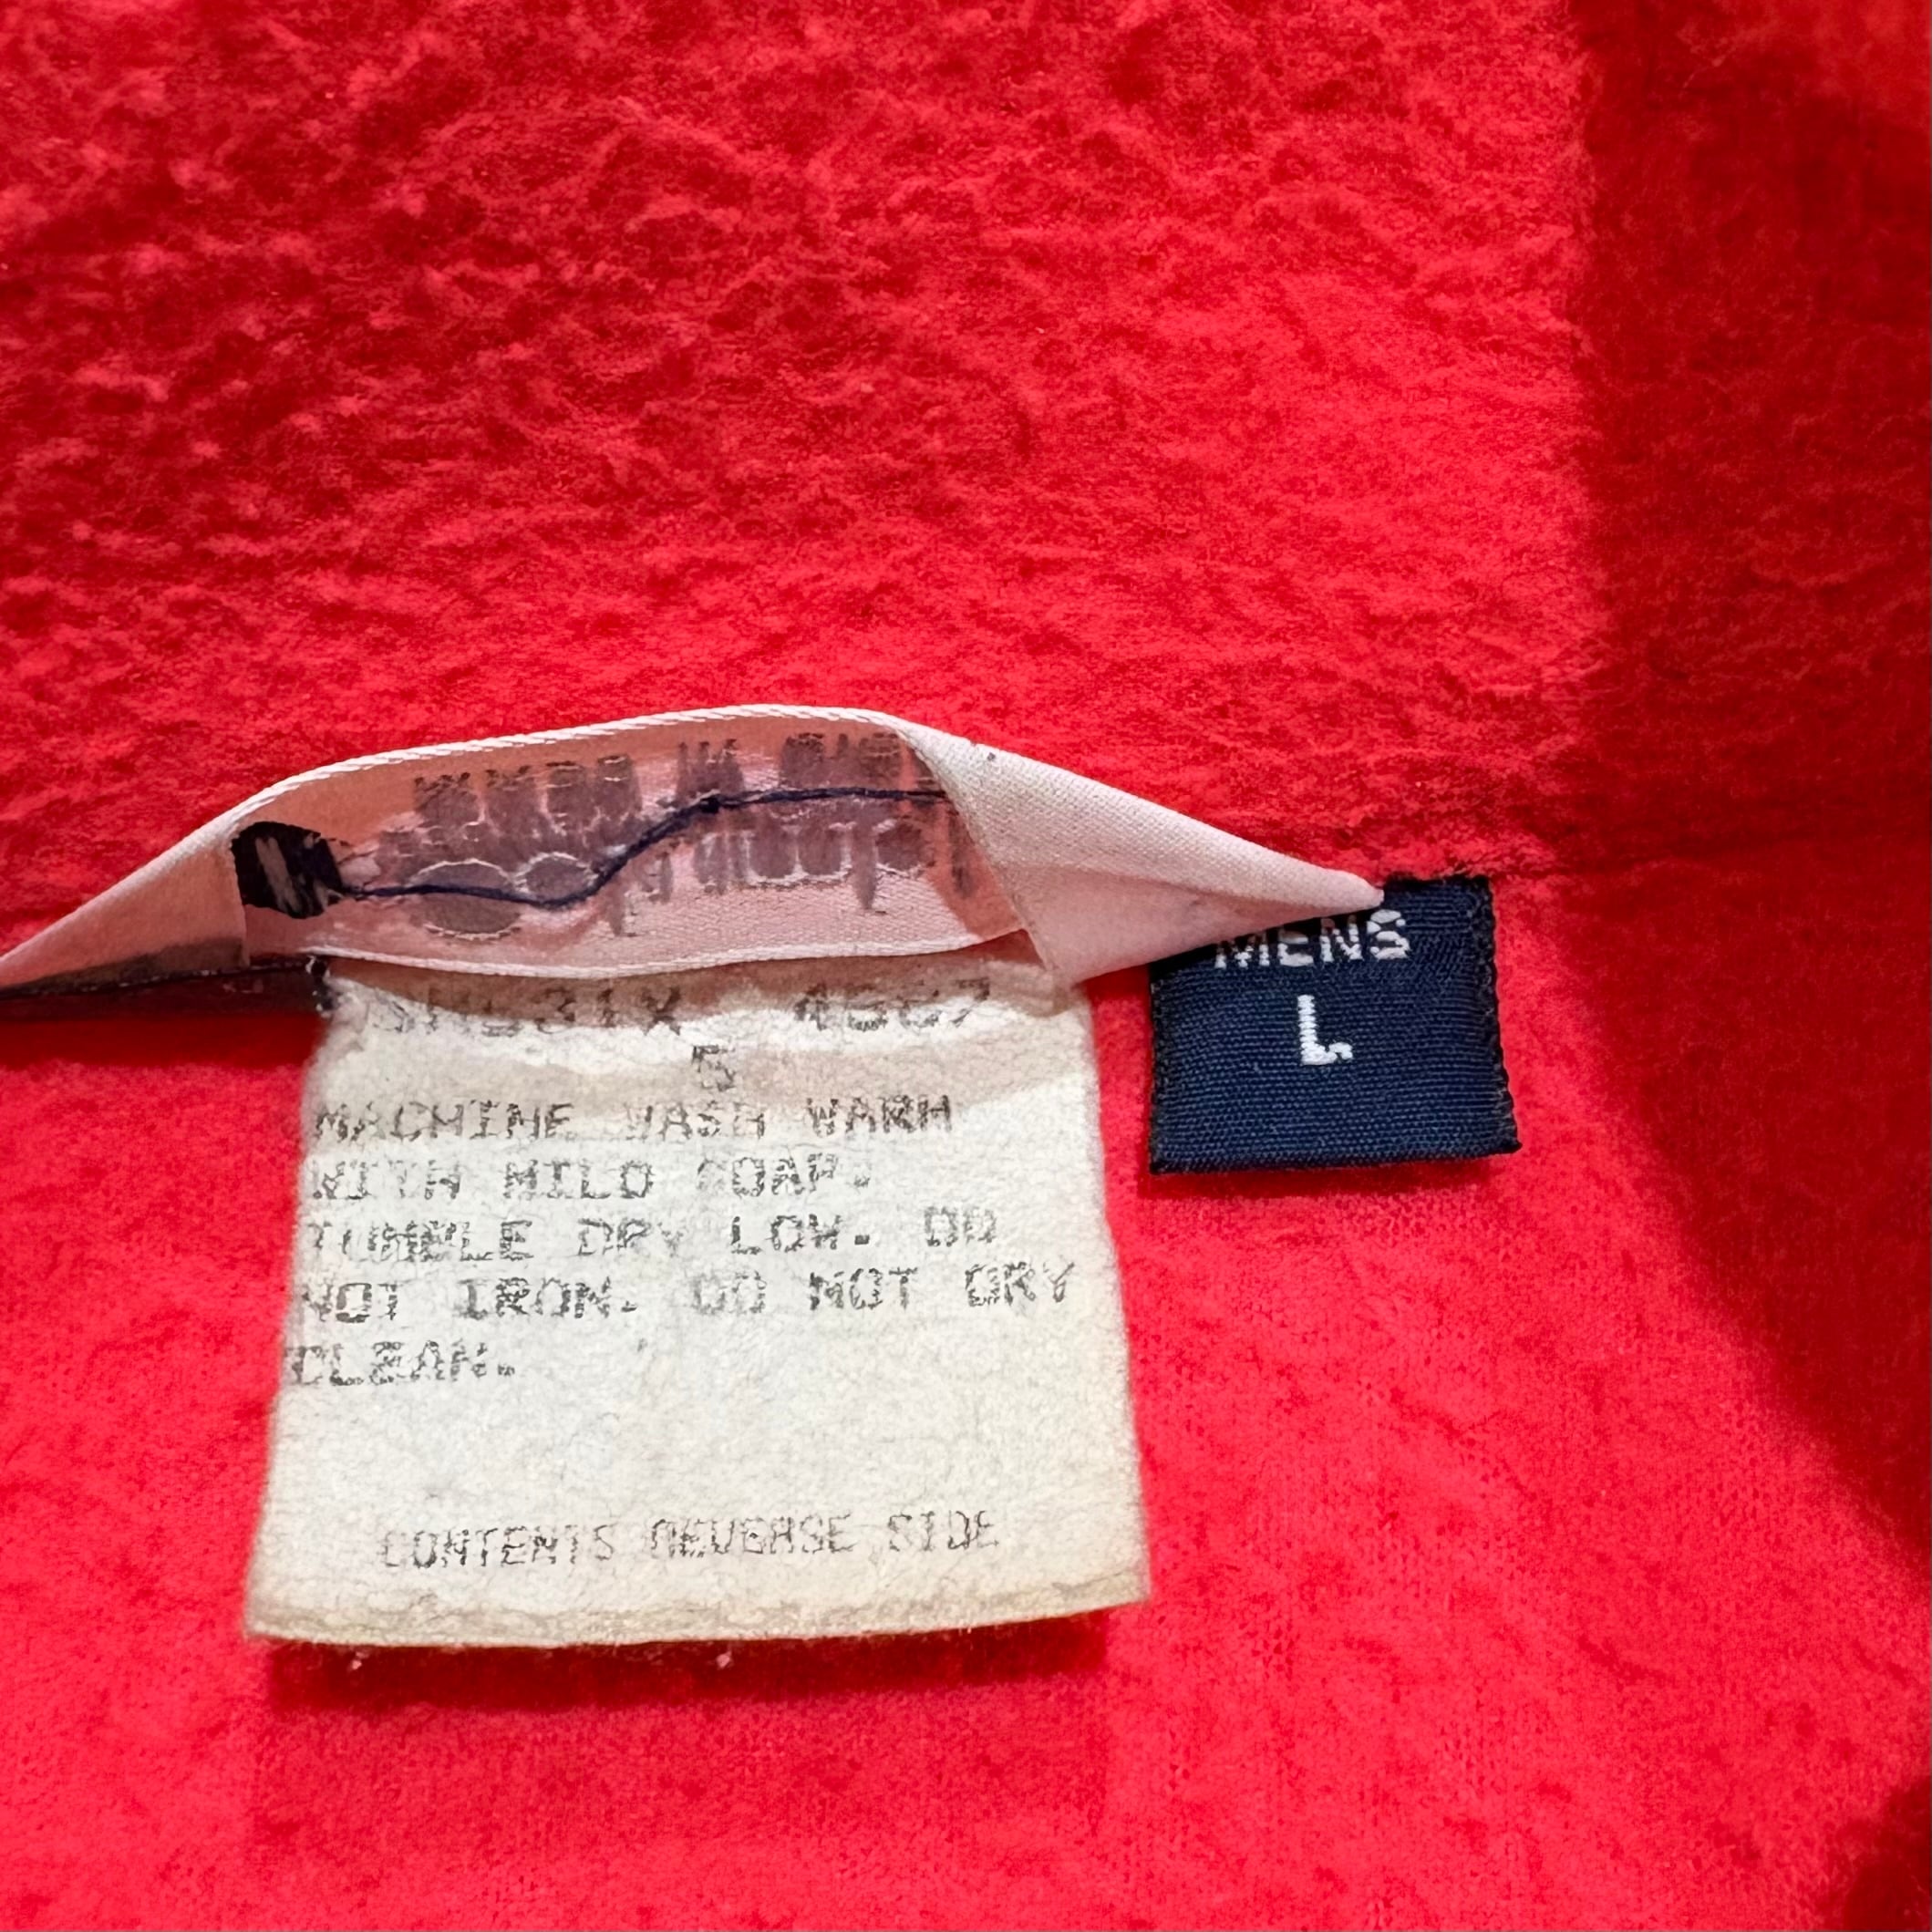 MENS
L
5
MACHINE WASH WARM
WITH MILD SOAP.
TUMBLE DRY LOW. DO
NOT IRON. DO NOT DRY
CLEAN.
CONTENTS REVERSE SIDE